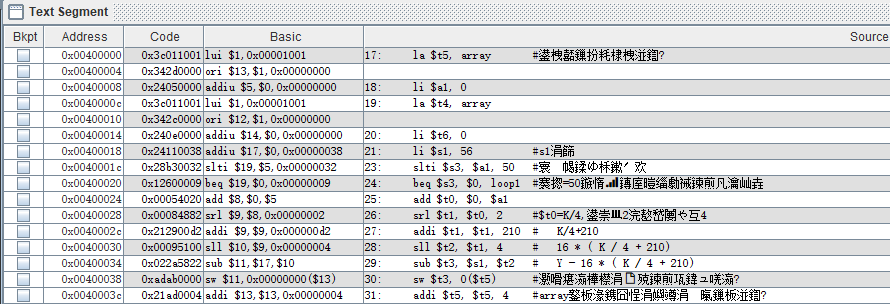 Text Segment
Bkpt Address Code Basic Source
0x00400000 0x3c011001 lui $1,0x00001001 17: la $t5, array
0x00400004 0x342d0000 ori $13,$1,0x00000000
0x00400008 0x24050000 addiu $5,$0,0x00000000 18: li $a1, 0
0x0040000c 0x3c011001 lui $1,0x00001001 19: la $t4, array
0x00400010 0x342c0000 ori $12,$1,0x00000000
0x00400014 0x240e0000 addiu $14,$0,0x00000000 20: li $t6, 0
0x00400018 0x24110038 addiu $17,$0,0x00000038 21: li $s1, 56 #s1涓篩
0x0040001c 0x28b30032 slti $19,$5,0x00000032 23: slti $s3, $a1, 50
0x00400020 0x12600009 beq $19,$0,0x00000009 24: beq $s3, $0, loop1
0x00400024 0x00054020 add $8,$0,$5 25: add $t0, $0, $a1
0x00400028 0x00084882 srl $9,$8,0x00000002 26: srl $t1, $t0, 2 #$t0=K/4,
0x0040002c 0x212900d2 addi $9,$9,0x000000d2 27: addi $t1, $t1, 210 # K/4+210
0x00400030 0x00095100 sll $10,$9,0x00000004 28: sll $t2, $t1, 4 # 16 * ( K / 4 + 210)
0x00400034 0x022a5822 sub $11,$17,$10 29: sub $t3, $s1, $t2 # Y - 16 * ( K / 4 + 210)
0x00400038 0xadab0000 sw $11,0x00000000($13) 30: sw $t3, 0($t5)
0x0040003c 0x21ad0004 addi $13,$13,0x00000004 31: addi $t5, $t5, 4 #array